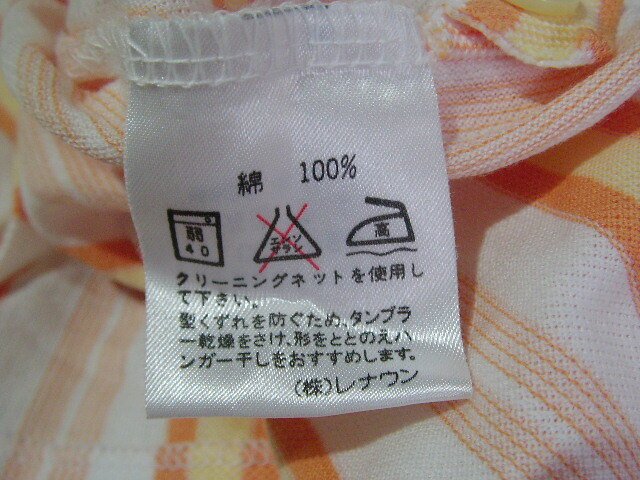 綿 100%
弱
40
エンソ
サラシ
高
クリーニングネットを使用し
て下さい。
型くずれを防ぐため、タンブラ
ー乾燥をさけ、形をととのえハ
ンガー干しをおすすめします。
(株)レナウン